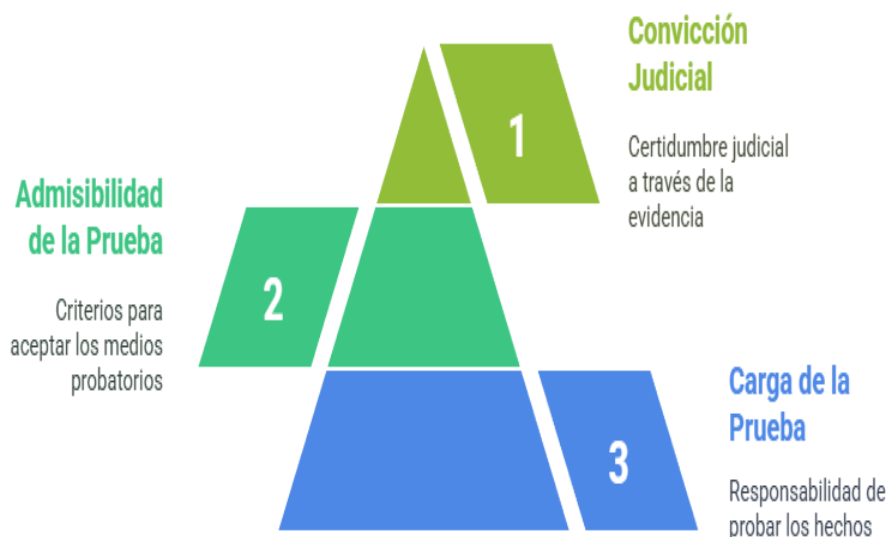 Convicción
Judicial
1
Certidumbre judicial
a través de la
evidencia
Admisibilidad
de la Prueba
2
Criterios para
aceptar los medios
probatorios
Carga de la
Prueba
3
Responsabilidad de
probar los hechos